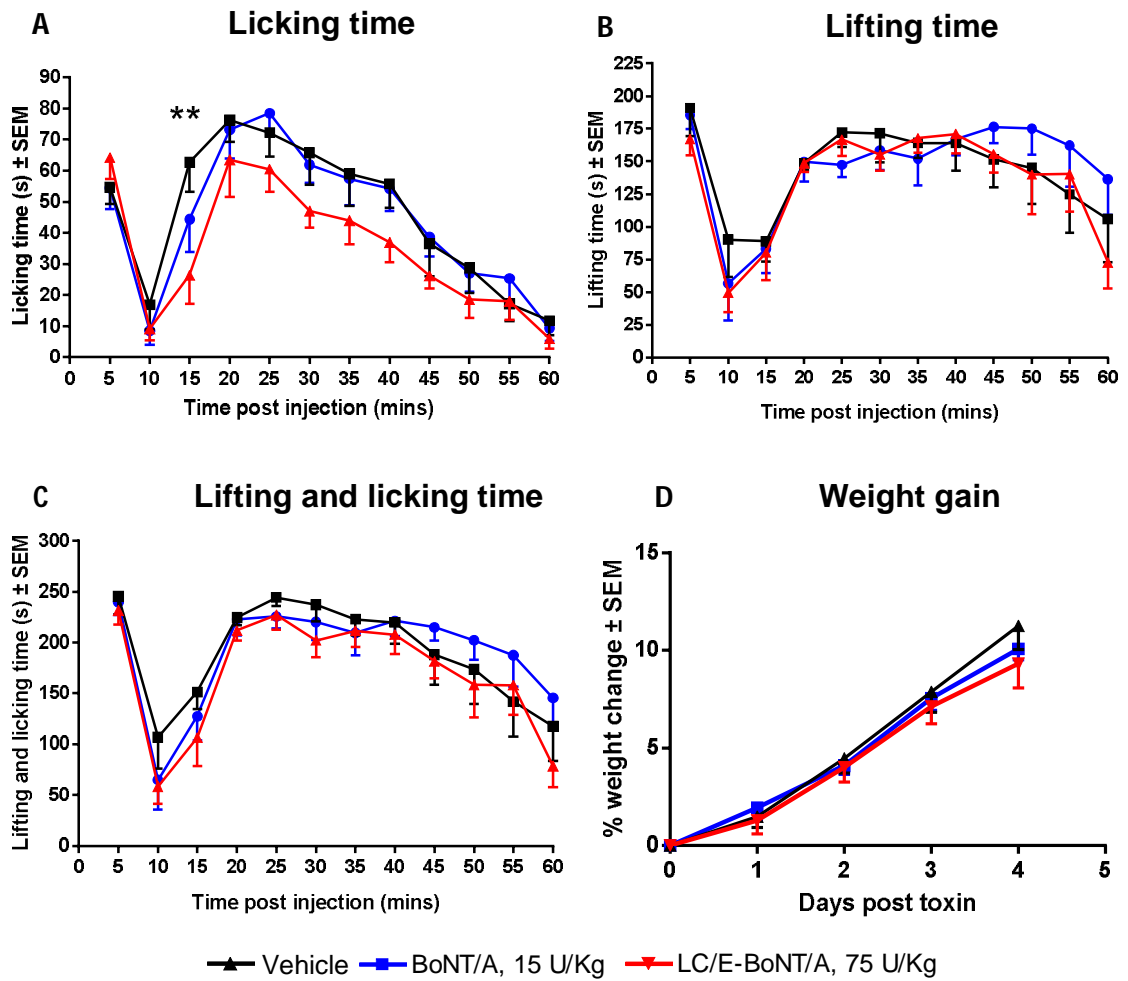 A
Licking time
Licking time (s) ± SEM
90
80
70
60
50
40
30
20
10
0
**
0 5 10 15 20 25 30 35 40 45 50 55 60
Time post injection (mins)
B
Lifting time
Lifting time (s) ± SEM
225
200
175
150
125
100
75
50
25
0
0 5 10 15 20 25 30 35 40 45 50 55 60
Time post injection (mins)
C
Lifting and licking time
Lifting and licking time (s) ± SEM
300
250
200
150
100
50
0
0 5 10 15 20 25 30 35 40 45 50 55 60
Time post injection (mins)
D
Weight gain
% weight change ± SEM
15
10
5
0
0 1 2 3 4 5
Days post toxin
Vehicle BoNT/A, 15 U/Kg LC/E-BoNT/A, 75 U/Kg